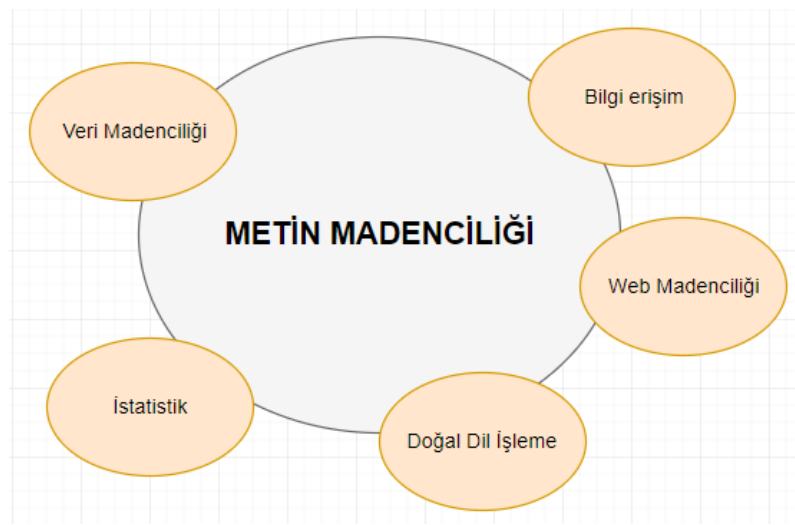 Bilgi erişim
Veri Madenciliği
METİN MADENCİLİĞİ
Web Madenciliği
İstatistik
Doğal Dil İşleme